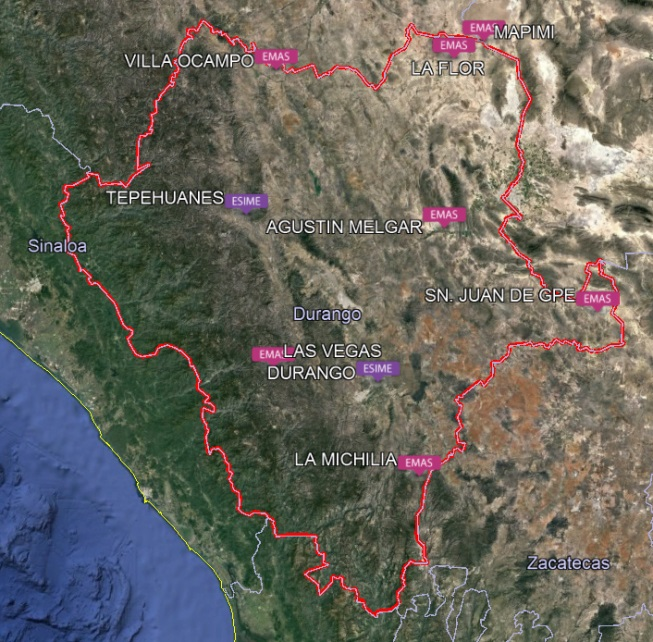 EMAS MAPIMI
VILLA OCAMPO EMAS
EMAS
LA FLOR
TEPEHUANES ESIME
AGUSTIN MELGAR EMAS
Sinaloa
SN. JUAN DE GPE EMAS
Durango
EMAS LAS VEGAS
DURANGO ESIME
LA MICHILIA EMAS
Zacatecas